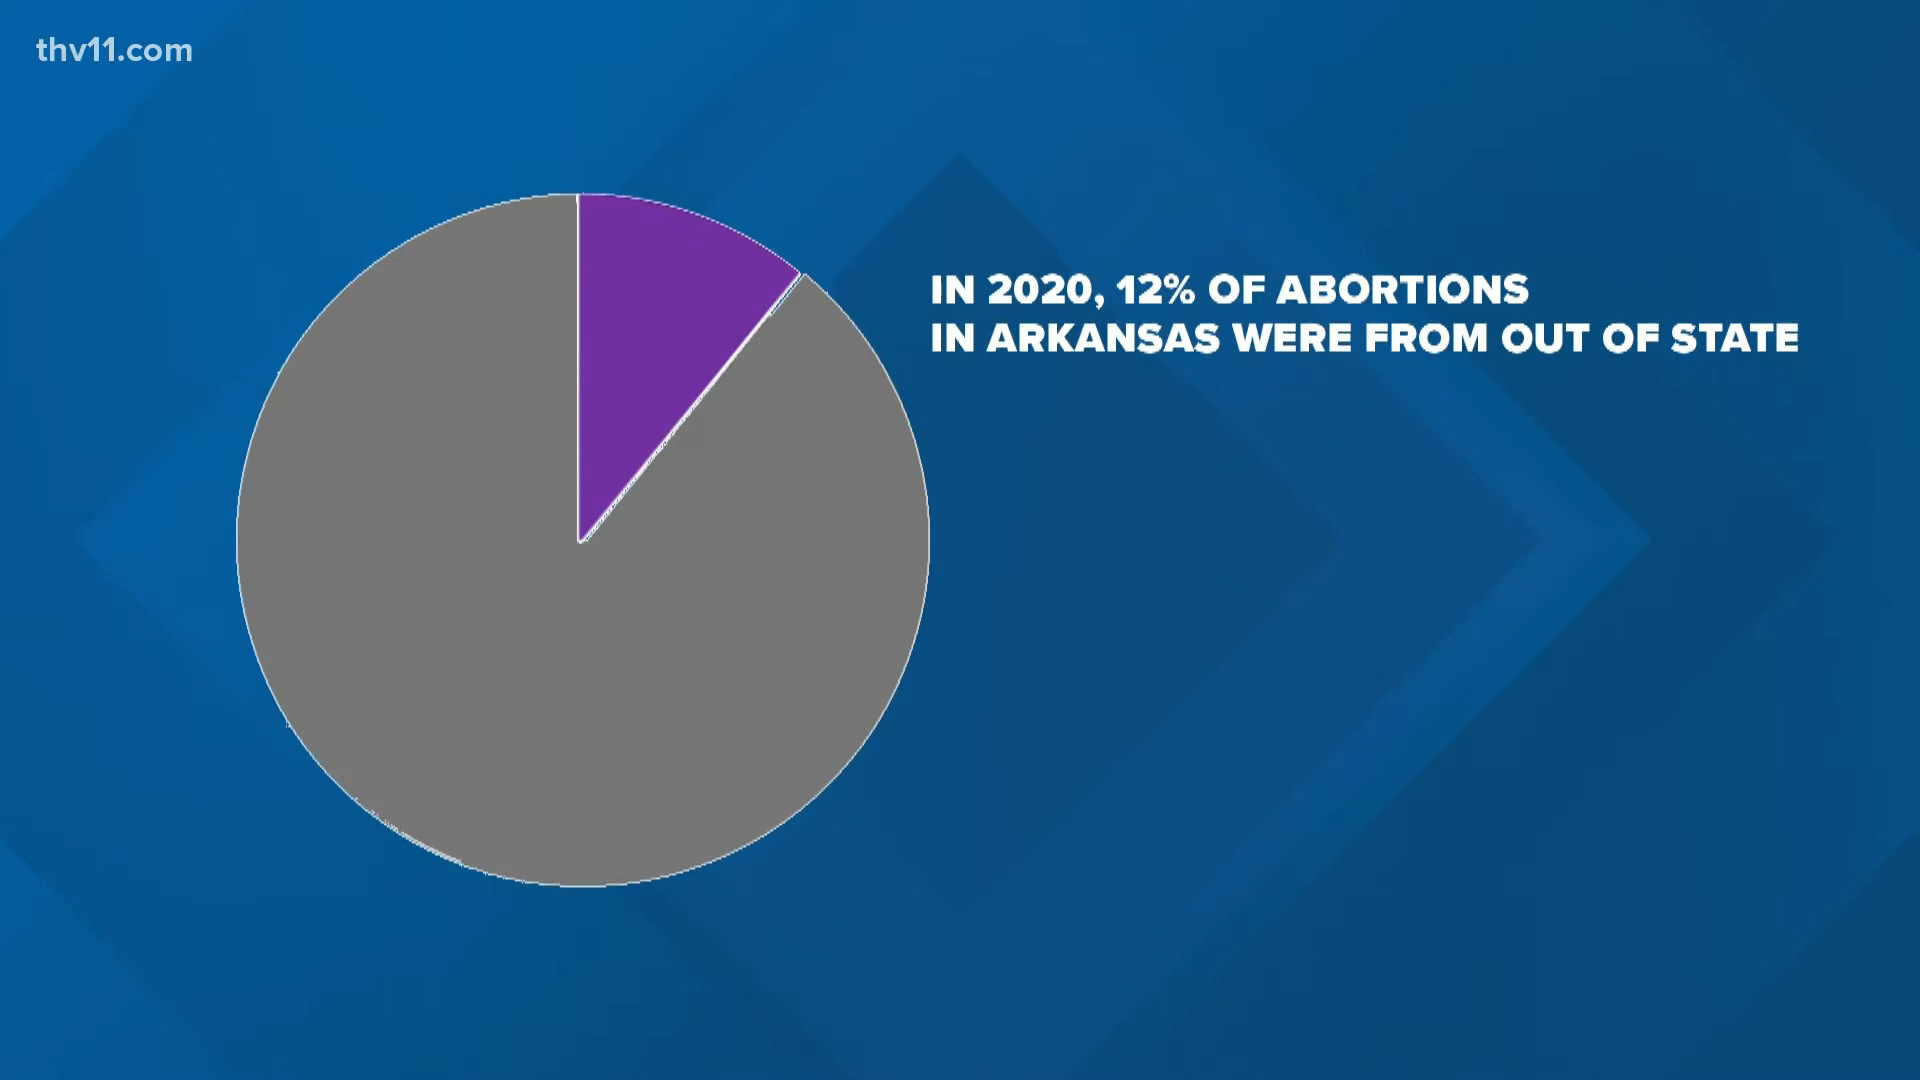 thv11.com
IN 2020, 12% OF ABORTIONS
IN ARKANSAS WERE FROM OUT OF STATE